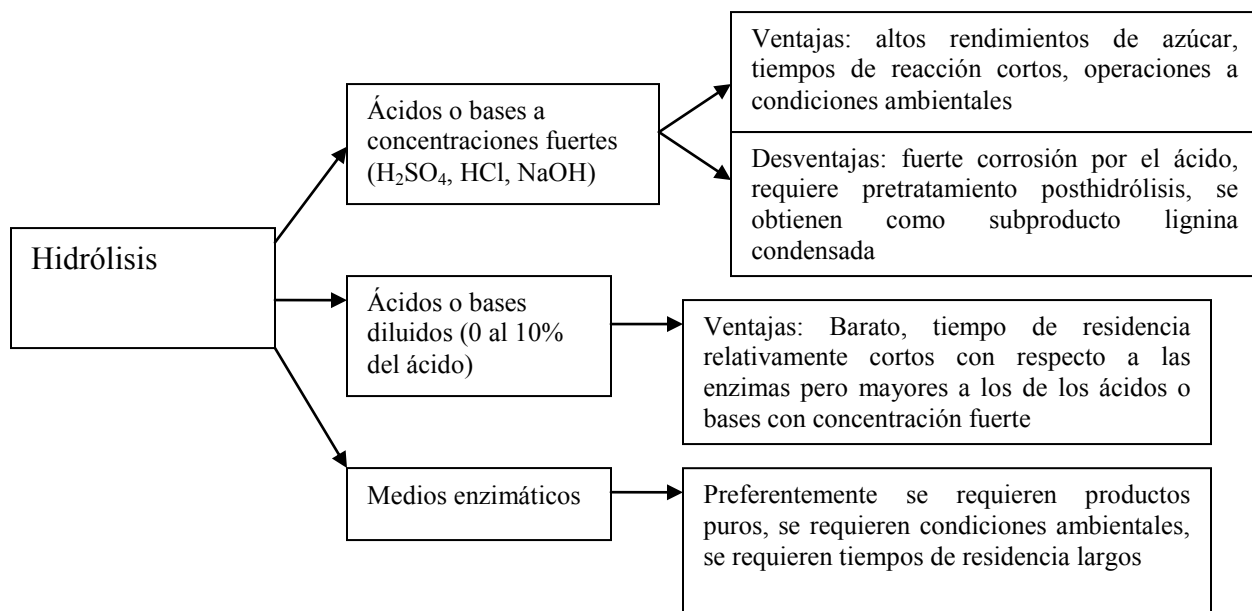 Hidrólisis
Ácidos o bases a
concentraciones fuertes
(H₂SO₄, HCl, NaOH)
Ventajas: altos rendimientos de azúcar,
tiempos de reacción cortos, operaciones a
condiciones ambientales
Desventajas: fuerte corrosión por el ácido,
requiere pretratamiento posthidrólisis, se
obtienen como subproducto lignina
condensada
Ácidos o bases
diluidos (0 al 10%
del ácido)
Ventajas: Barato, tiempo de residencia
relativamente cortos con respecto a las
enzimas pero mayores a los de los ácidos o
bases con concentración fuerte
Medios enzimáticos
Preferentemente se requieren productos
puros, se requieren condiciones ambientales,
se requieren tiempos de residencia largos